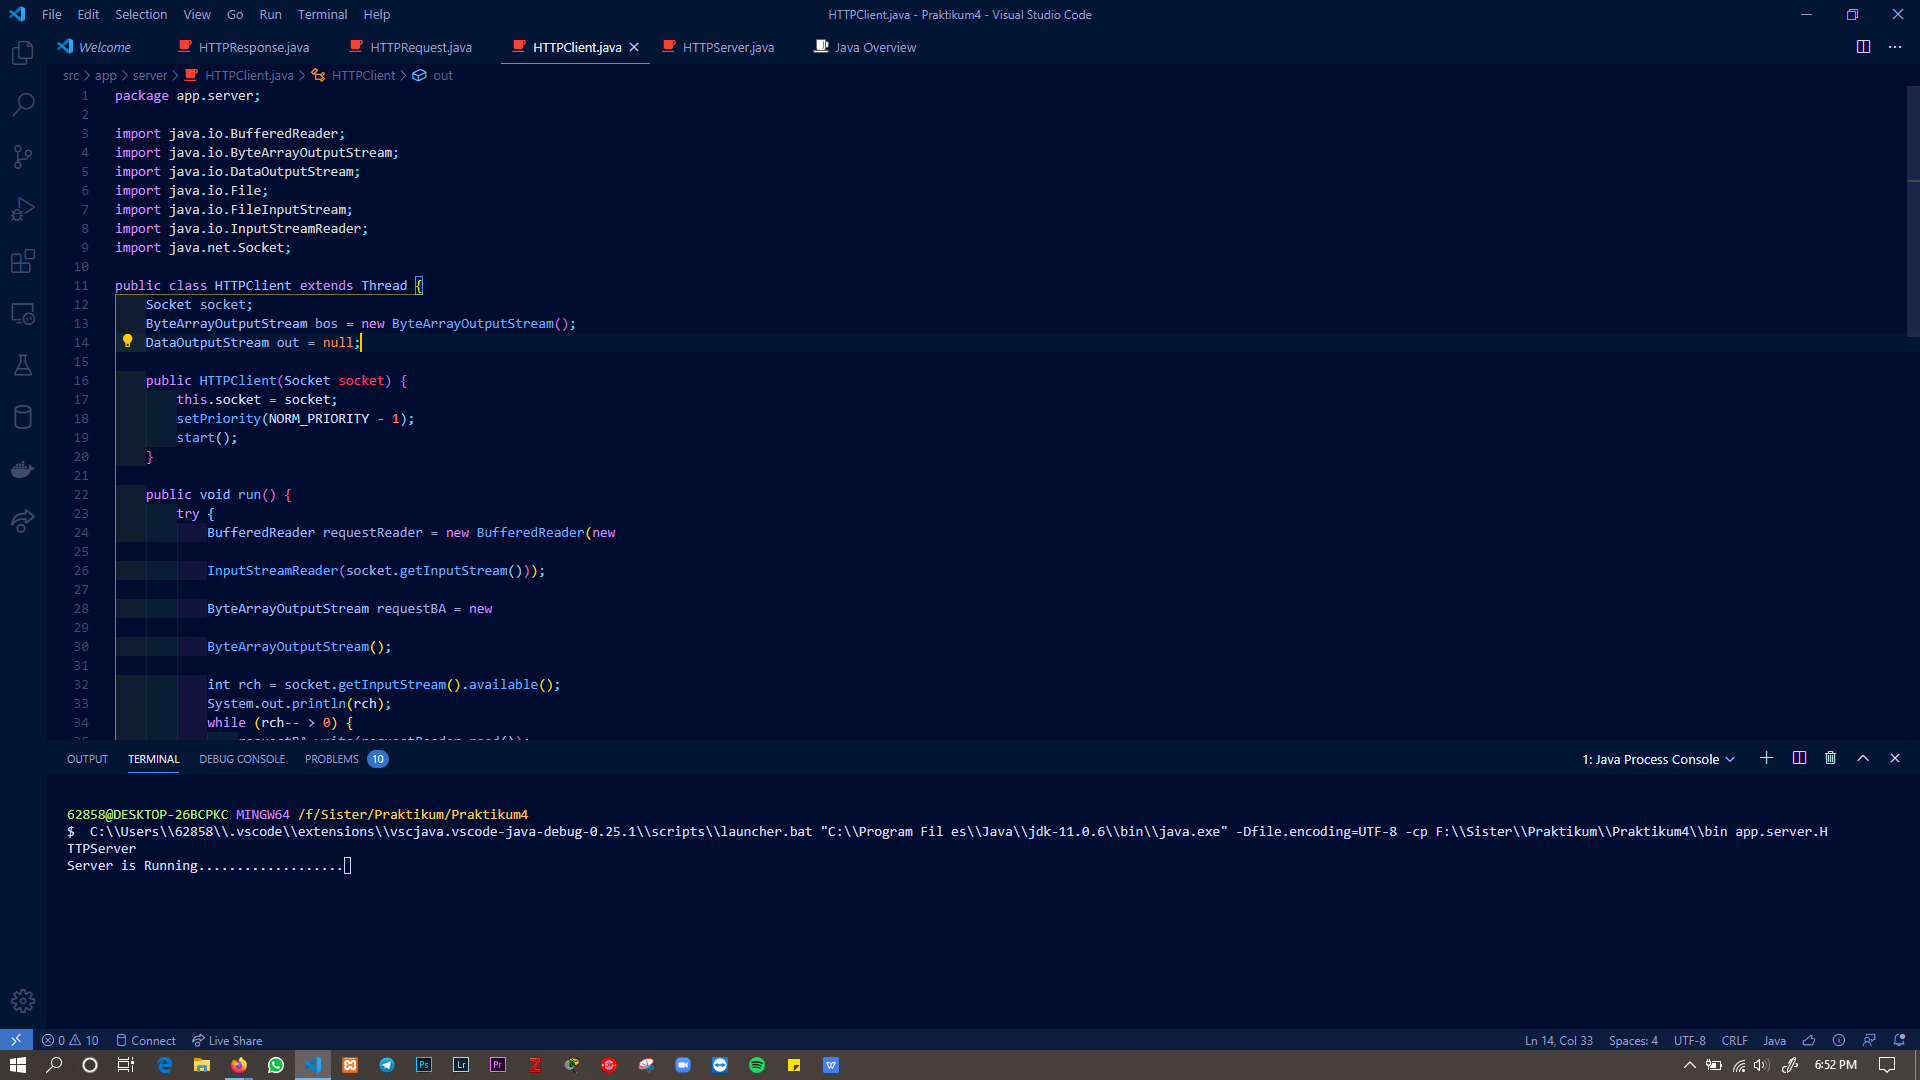 File Edit Selection View Go Run Terminal Help
HTTPClient.java - Praktikum4 - Visual Studio Code
Welcome HTTPResponse.java HTTPRequest.java HTTPClient.java HTTPServer.java Java Overview
src > app > server > HTTPClient.java > HTTPClient > out
1 package app.server;
2
3 import java.io.BufferedReader;
4 import java.io.ByteArrayOutputStream;
5 import java.io.DataOutputStream;
6 import java.io.File;
7 import java.io.FileInputStream;
8 import java.io.InputStreamReader;
9 import java.net.Socket;
10
11 public class HTTPClient extends Thread {
12 Socket socket;
13 ByteArrayOutputStream bos = new ByteArrayOutputStream();
14 DataOutputStream out = null;
15
16 public HTTPClient(Socket socket) {
17 this.socket = socket;
18 setPriority(NORM_PRIORITY - 1);
19 start();
20 }
21
22 public void run() {
23 try {
24 BufferedReader requestReader = new BufferedReader(new
25
26 InputStreamReader(socket.getInputStream()));
27
28 ByteArrayOutputStream requestBA = new
29
30 ByteArrayOutputStream();
31
32 int rch = socket.getInputStream().available();
33 System.out.println(rch);
34 while (rch-- > 0) {
OUTPUT TERMINAL DEBUG CONSOLE PROBLEMS 10
1: Java Process Console
62858@DESKTOP-26BCPKC MINGW64 /f/Sister/Praktikum/Praktikum4
$ C:\\Users\\62858\\.vscode\\extensions\\vscjava.vscode-java-debug-0.25.1\\scripts\\launcher.bat "C:\\Program Fil es\\Java\\jdk-11.0.6\\bin\\java.exe" -Dfile.encoding=UTF-8 -cp F:\\Sister\\Praktikum\\Praktikum4\\bin app.server.H
TTPServer
Server is Running...................
0 10 Connect Live Share
Ln 14, Col 33 Spaces: 4 UTF-8 CRLF Java
Ps Lr Pr Z W
6:52 PM